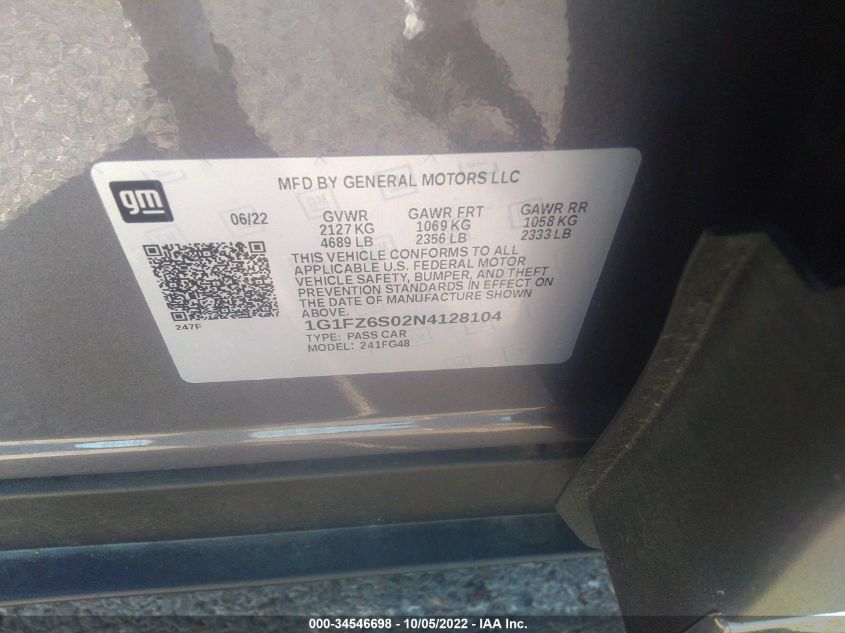 MFD BY GENERAL MOTORS LLC
gm
06/22 GVWR GAWR FRT GAWR RR
2127 KG 1069 KG 1058 KG
4689 LB 2356 LB 2333 LB
THIS VEHICLE CONFORMS TO ALL
APPLICABLE U.S. FEDERAL MOTOR
VEHICLE SAFETY, BUMPER, AND THEFT
PREVENTION STANDARDS IN EFFECT ON
THE DATE OF MANUFACTURE SHOWN
ABOVE.
247F
1G1FZ6S02N4128104
TYPE: PASS CAR
MODEL: 241FG48
000-34546698 - 10/05/2022 - IAA Inc.